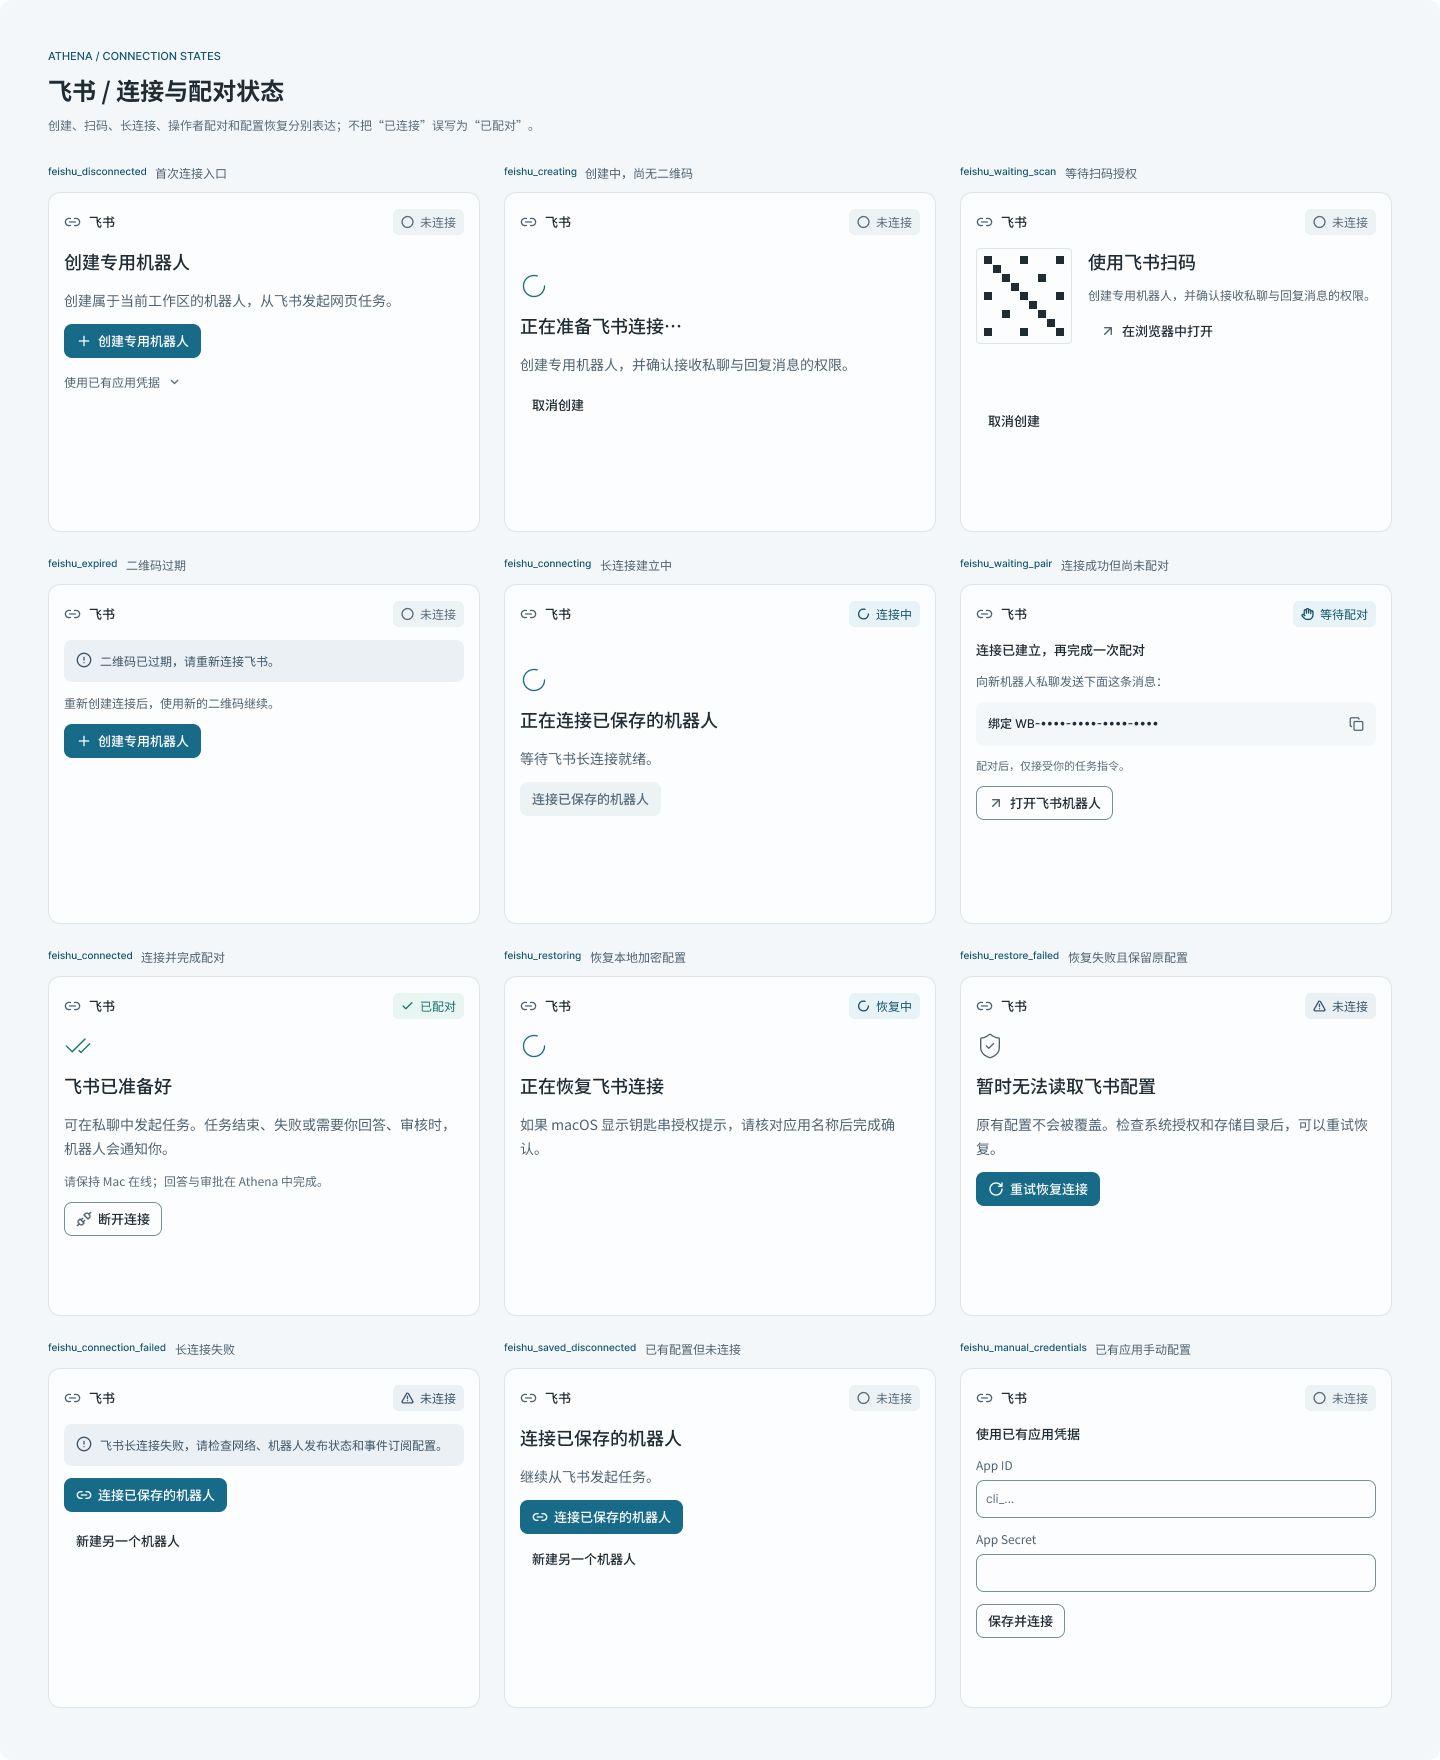 ATHENA / CONNECTION STATES
飞书 / 连接与配对状态
创建、扫码、长连接、操作者配对和配置恢复分别表达；不把“已连接”误写为“已配对”。
feishu_disconnected 首次连接入口
飞书 未连接
创建专用机器人
创建属于当前工作区的机器人，从飞书发起网页任务。
创建专用机器人
使用已有应用凭据
feishu_creating 创建中，尚无二维码
飞书 未连接
正在准备飞书连接…
创建专用机器人，并确认接收私聊与回复消息的权限。
取消创建
feishu_waiting_scan 等待扫码授权
飞书 未连接
使用飞书扫码
创建专用机器人，并确认接收私聊与回复消息的权限。
在浏览器中打开
取消创建
feishu_expired 二维码过期
飞书 未连接
二维码已过期，请重新连接飞书。
重新创建连接后，使用新的二维码继续。
创建专用机器人
feishu_connecting 长连接建立中
飞书 连接中
正在连接已保存的机器人
等待飞书长连接就绪。
连接已保存的机器人
feishu_waiting_pair 连接成功但尚未配对
飞书 等待配对
连接已建立，再完成一次配对
向新机器人私聊发送下面这条消息：
绑定 WB-••••-••••-••••-••••
配对后，仅接受你的任务指令。
打开飞书机器人
feishu_connected 连接并完成配对
飞书 已配对
飞书已准备好
可在私聊中发起任务。任务结束、失败或需要你回答、审核时，
机器人会通知你。
请保持 Mac 在线；回答与审批在 Athena 中完成。
断开连接
feishu_restoring 恢复本地加密配置
飞书 恢复中
正在恢复飞书连接
如果 macOS 显示钥匙串授权提示，请核对应用名称后完成确
认。
feishu_restore_failed 恢复失败且保留原配置
飞书 未连接
暂时无法读取飞书配置
原有配置不会被覆盖。检查系统授权和存储目录后，可以重试恢
复。
重试恢复连接
feishu_connection_failed 长连接失败
飞书 未连接
飞书长连接失败，请检查网络、机器人发布状态和事件订阅配置。
连接已保存的机器人
新建另一个机器人
feishu_saved_disconnected 已有配置但未连接
飞书 未连接
连接已保存的机器人
继续从飞书发起任务。
连接已保存的机器人
新建另一个机器人
feishu_manual_credentials 已有应用手动配置
飞书 未连接
使用已有应用凭据
App ID
cli_...
App Secret
保存并连接